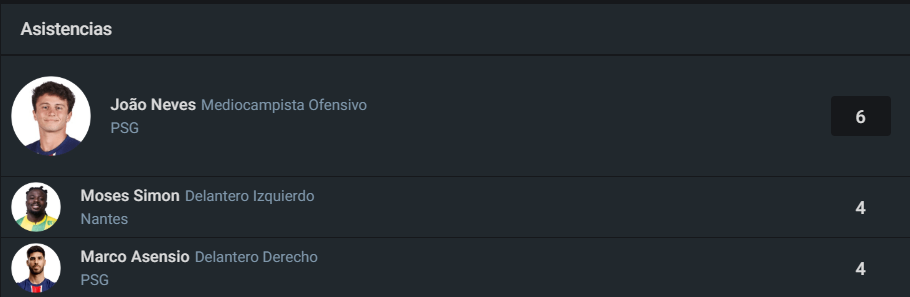 Asistencias
João Neves Mediocampista Ofensivo
PSG
6
Moses Simon Delantero Izquierdo
Nantes
4
Marco Asensio Delantero Derecho
PSG
4